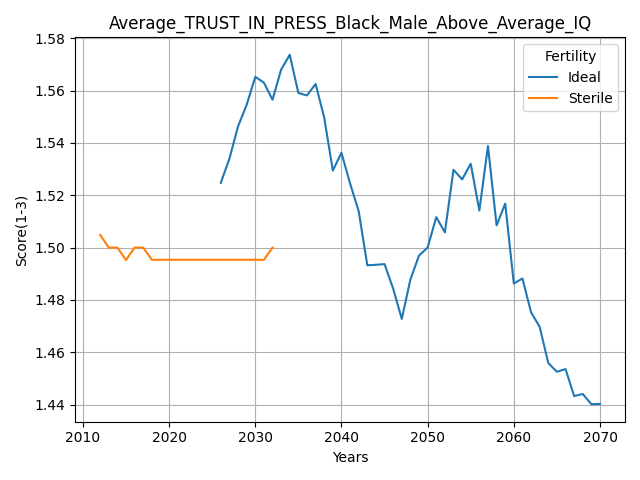 Average_TRUST_IN_PRESS_Black_Male_Above_Average_IQ
Fertility
Ideal
Sterile
Score(1-3)
1.58
1.56
1.54
1.52
1.50
1.48
1.46
1.44
2010 2020 2030 2040 2050 2060 2070
Years